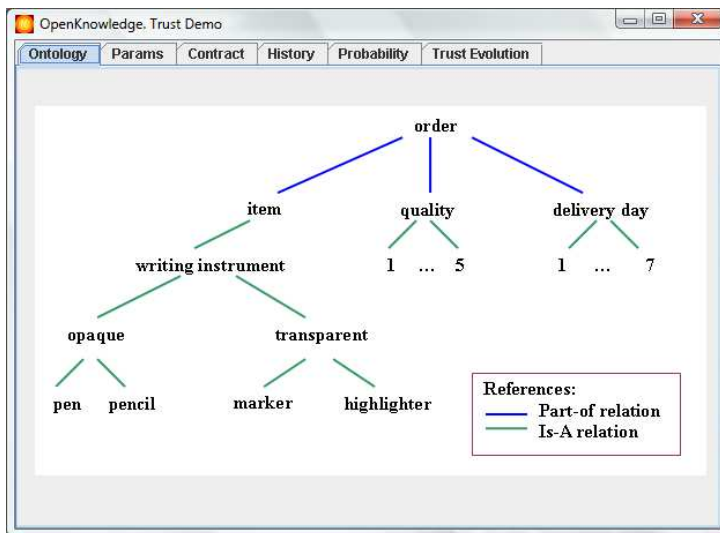 OpenKnowledge. Trust Demo
Ontology Params Contract History Probability Trust Evolution
order
item quality delivery day
writing instrument 1 ... 5 1 ... 7
opaque transparent
pen pencil marker highlighter
References:
Part-of relation
Is-A relation